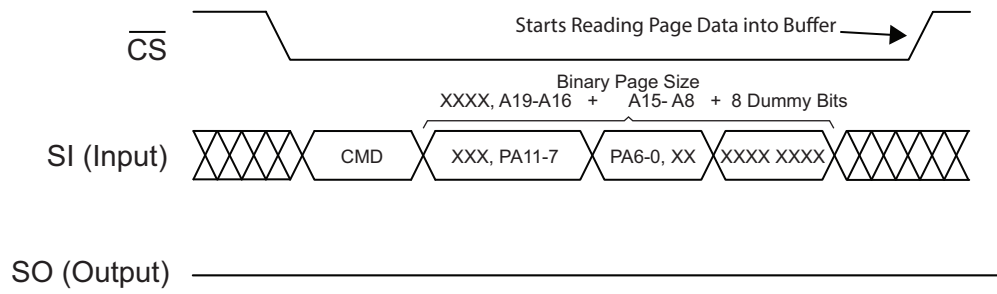 Starts Reading Page Data into Buffer
CS
Binary Page Size
XXXX, A19-A16 + A15- A8 + 8 Dummy Bits
SI (Input)
CMD
XXX, PA11-7
PA6-0, XX
XXXX XXXX
SO (Output)